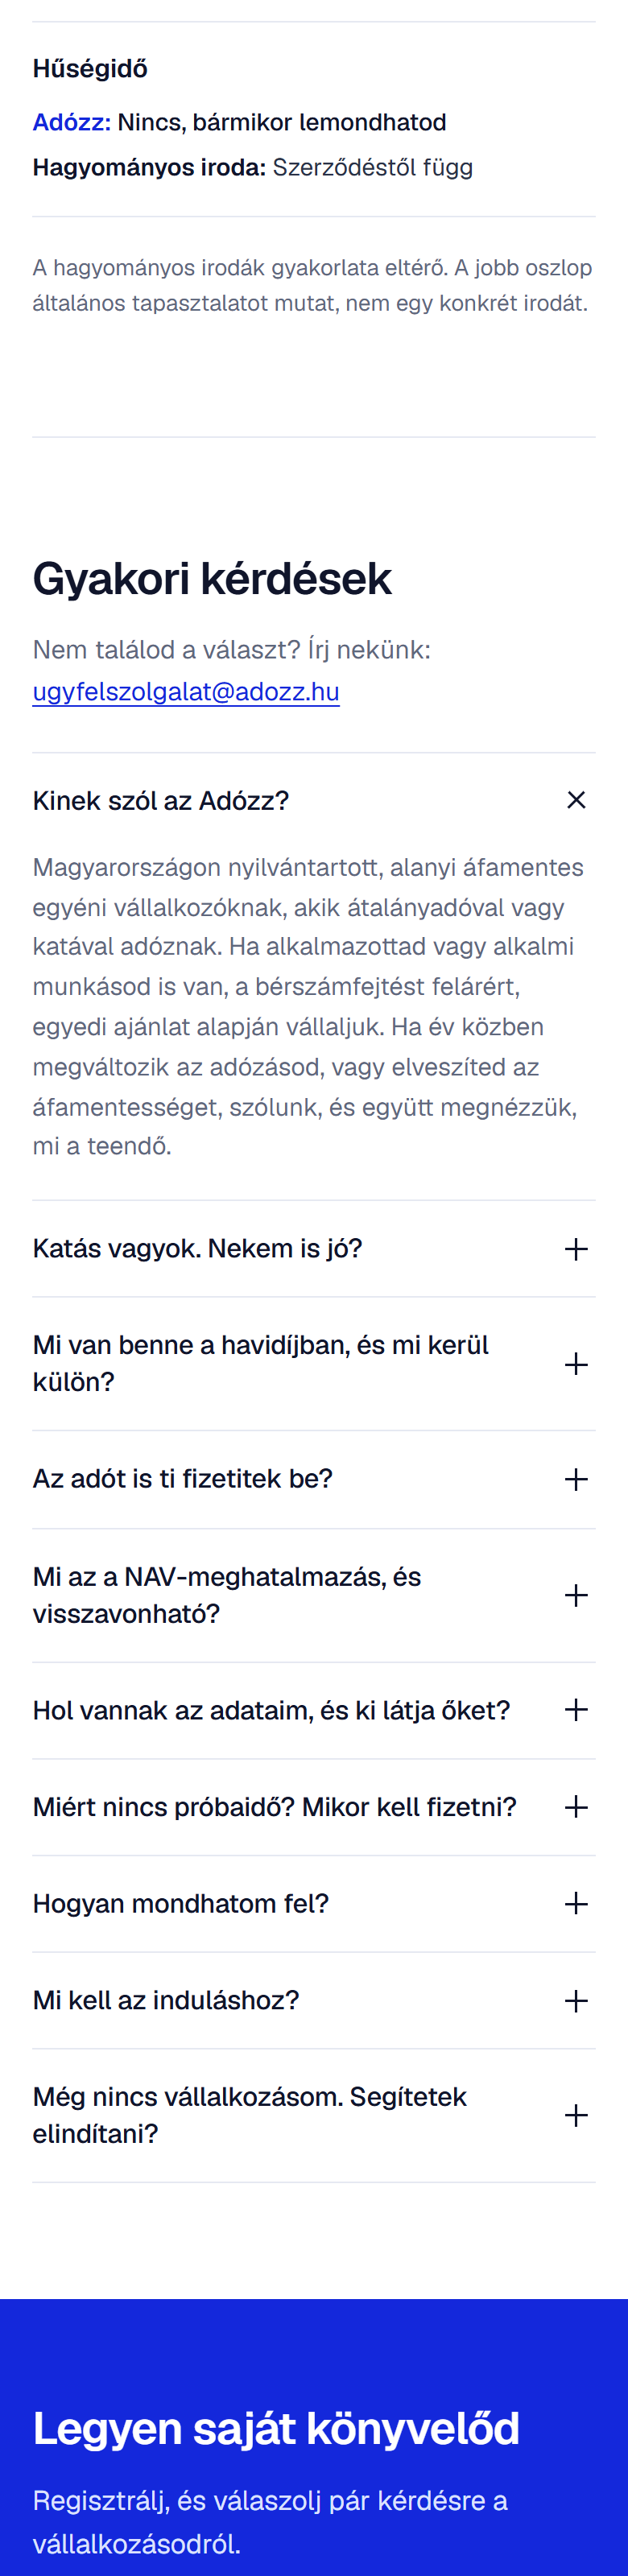 Hűségidő
Adózz: Nincs, bármikor lemondhatod
Hagyományos iroda: Szerződéstől függ
A hagyományos irodák gyakorlata eltérő. A jobb oszlop
általános tapasztalatot mutat, nem egy konkrét irodát.
Gyakori kérdések
Nem találod a választ? Írj nekünk:
ugyfelszolgalat@adozz.hu
Kinek szól az Adózz?
Magyarországon nyilvántartott, alanyi áfamentes
egyéni vállalkozóknak, akik átalányadóval vagy
katával adóznak. Ha alkalmazottad vagy alkalmi
munkásod is van, a bérszámfejtést felárért,
egyedi ajánlat alapján vállaljuk. Ha év közben
megváltozik az adózásod, vagy elveszíted az
áfamentességet, szólunk, és együtt megnézzük,
mi a teendő.
Katás vagyok. Nekem is jó?
Mi van benne a havidíjban, és mi kerül
külön?
Az adót is ti fizetitek be?
Mi az a NAV-meghatalmazás, és
visszavonható?
Hol vannak az adataim, és ki látja őket?
Miért nincs próbaidő? Mikor kell fizetni?
Hogyan mondhatom fel?
Mi kell az induláshoz?
Még nincs vállalkozásom. Segítetek
elindítani?
Legyen saját könyvelőd
Regisztrálj, és válaszolj pár kérdésre a
vállalkozásodról.